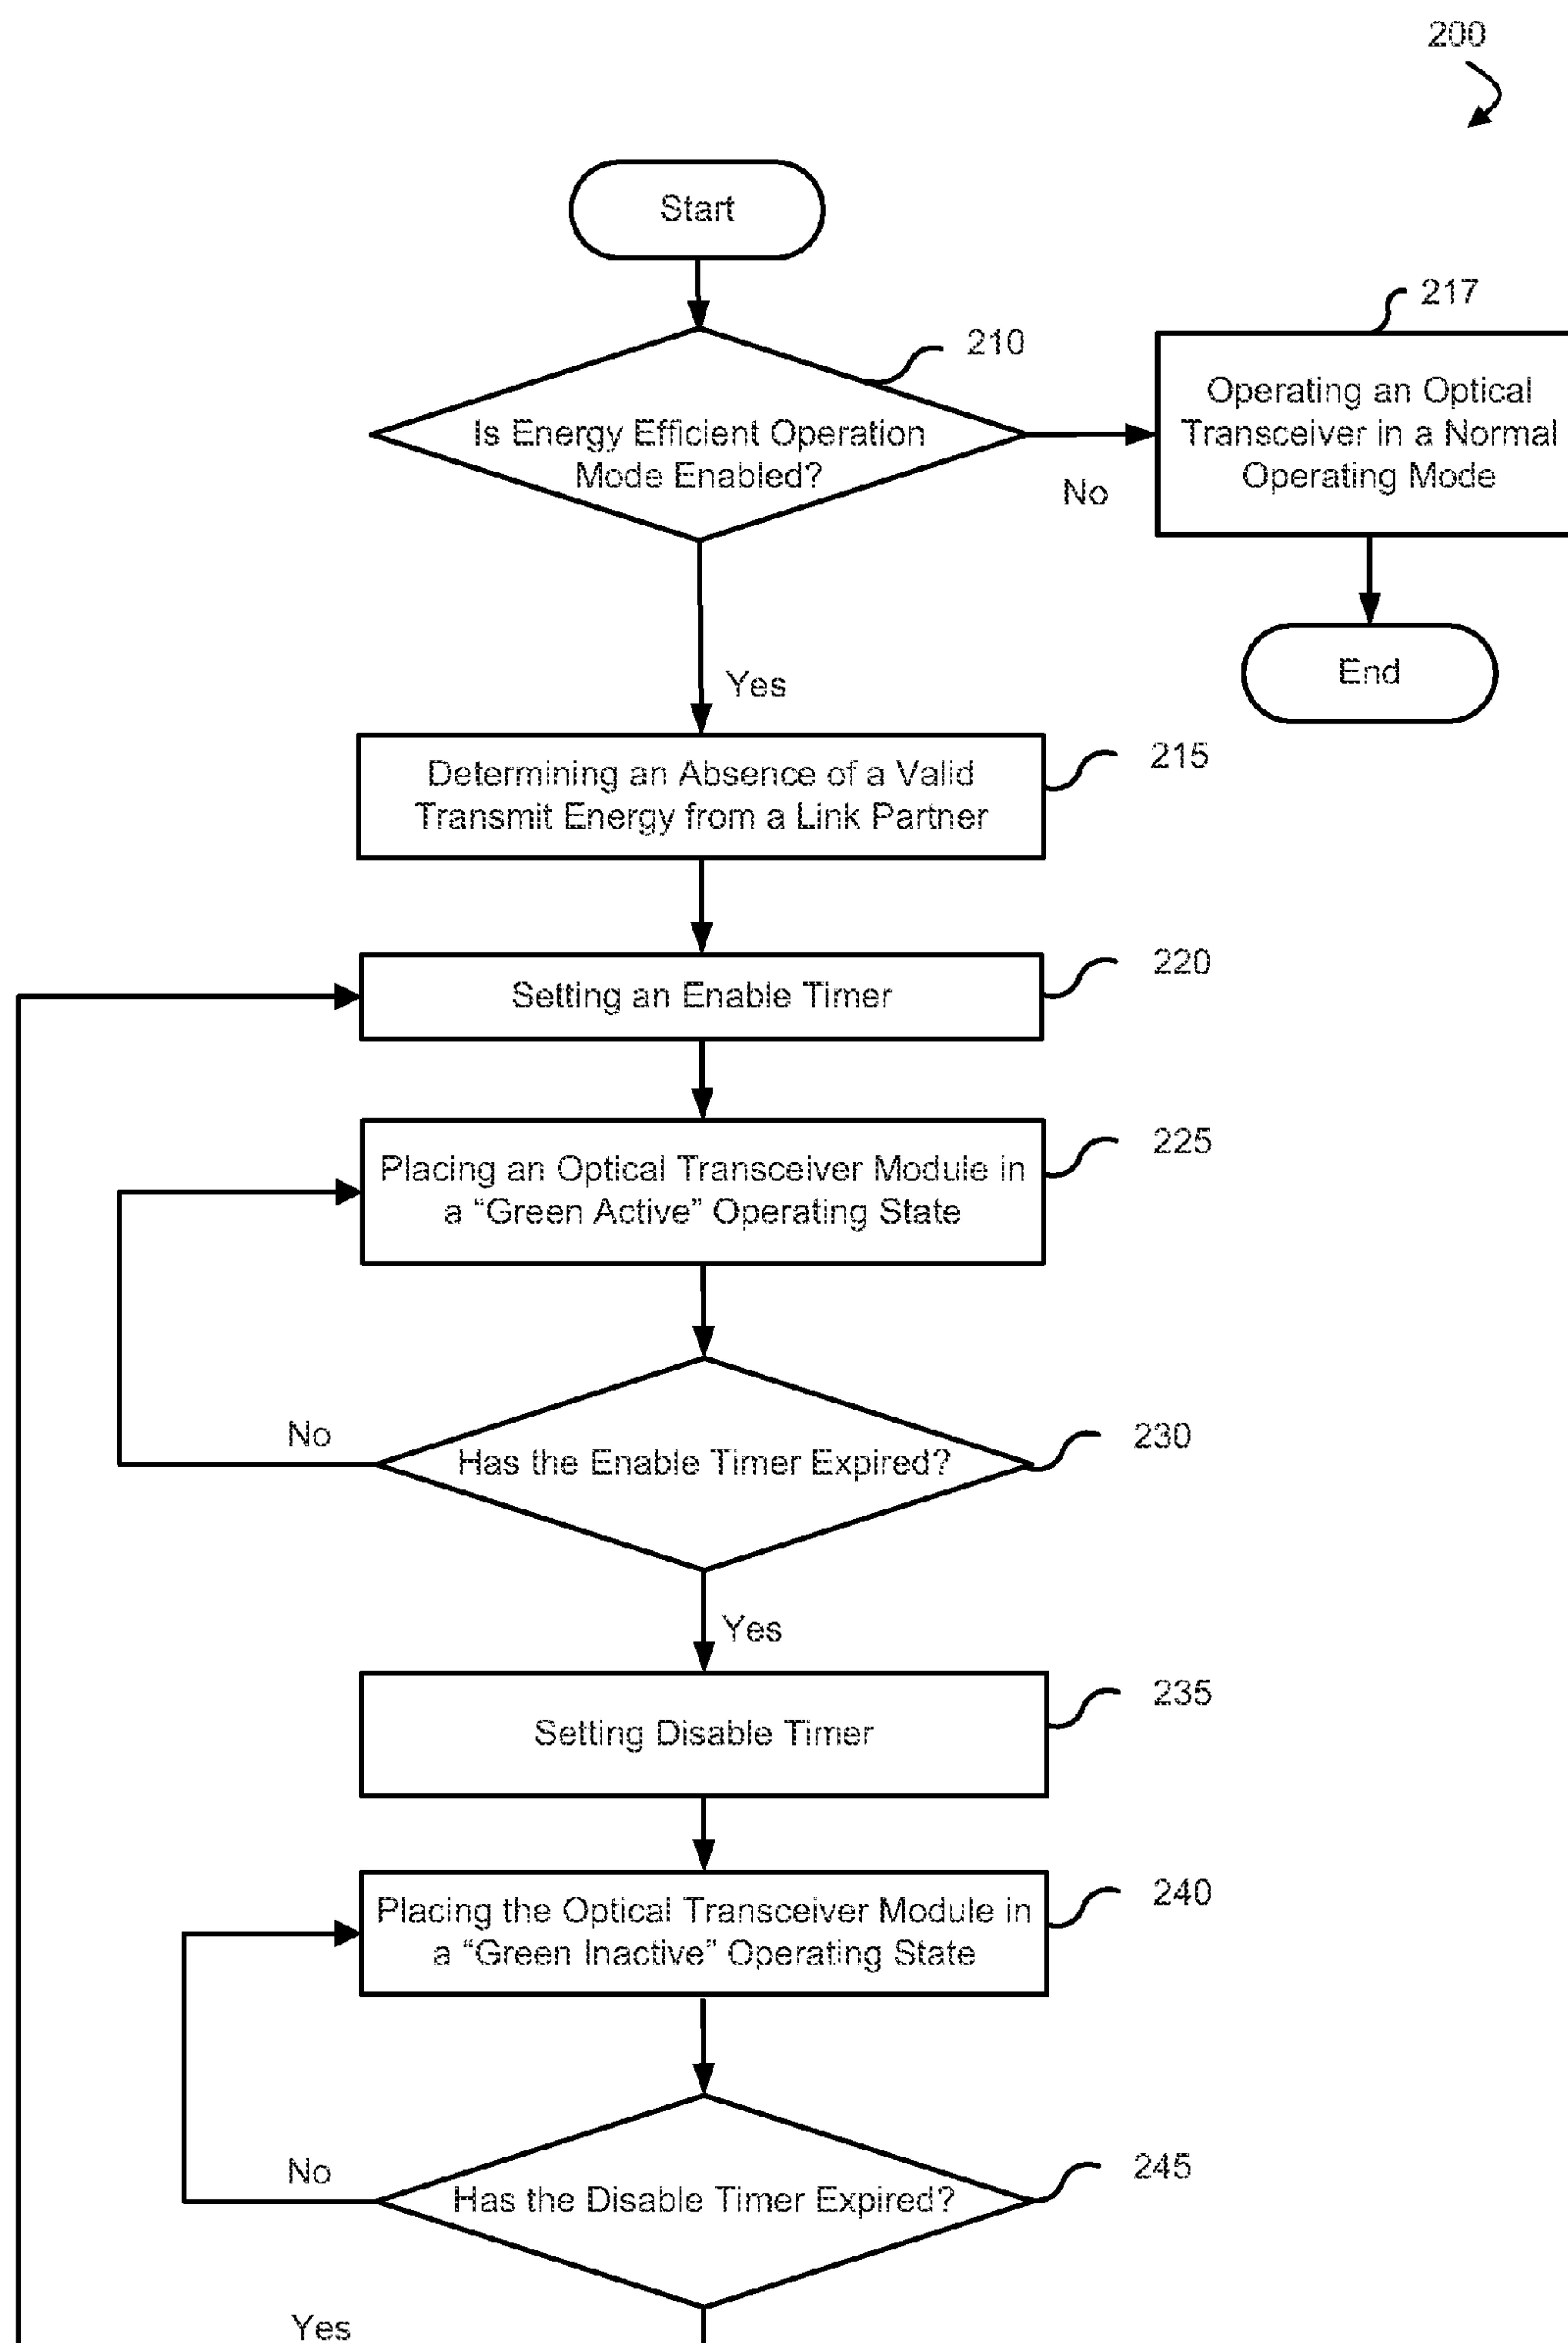 200
Start
210
Is Energy Efficient Operation
Mode Enabled?
No
217
Operating an Optical
Transceiver in a Normal
Operating Mode
End
Yes
215
Determining an Absence of a Valid
Transmit Energy from a Link Partner
220
Setting an Enable Timer
225
Placing an Optical Transceiver Module in
a “Green Active” Operating State
No
230
Has the Enable Timer Expired?
Yes
235
Setting Disable Timer
240
Placing the Optical Transceiver Module in
a “Green Inactive” Operating State
No
245
Has the Disable Timer Expired?
Yes